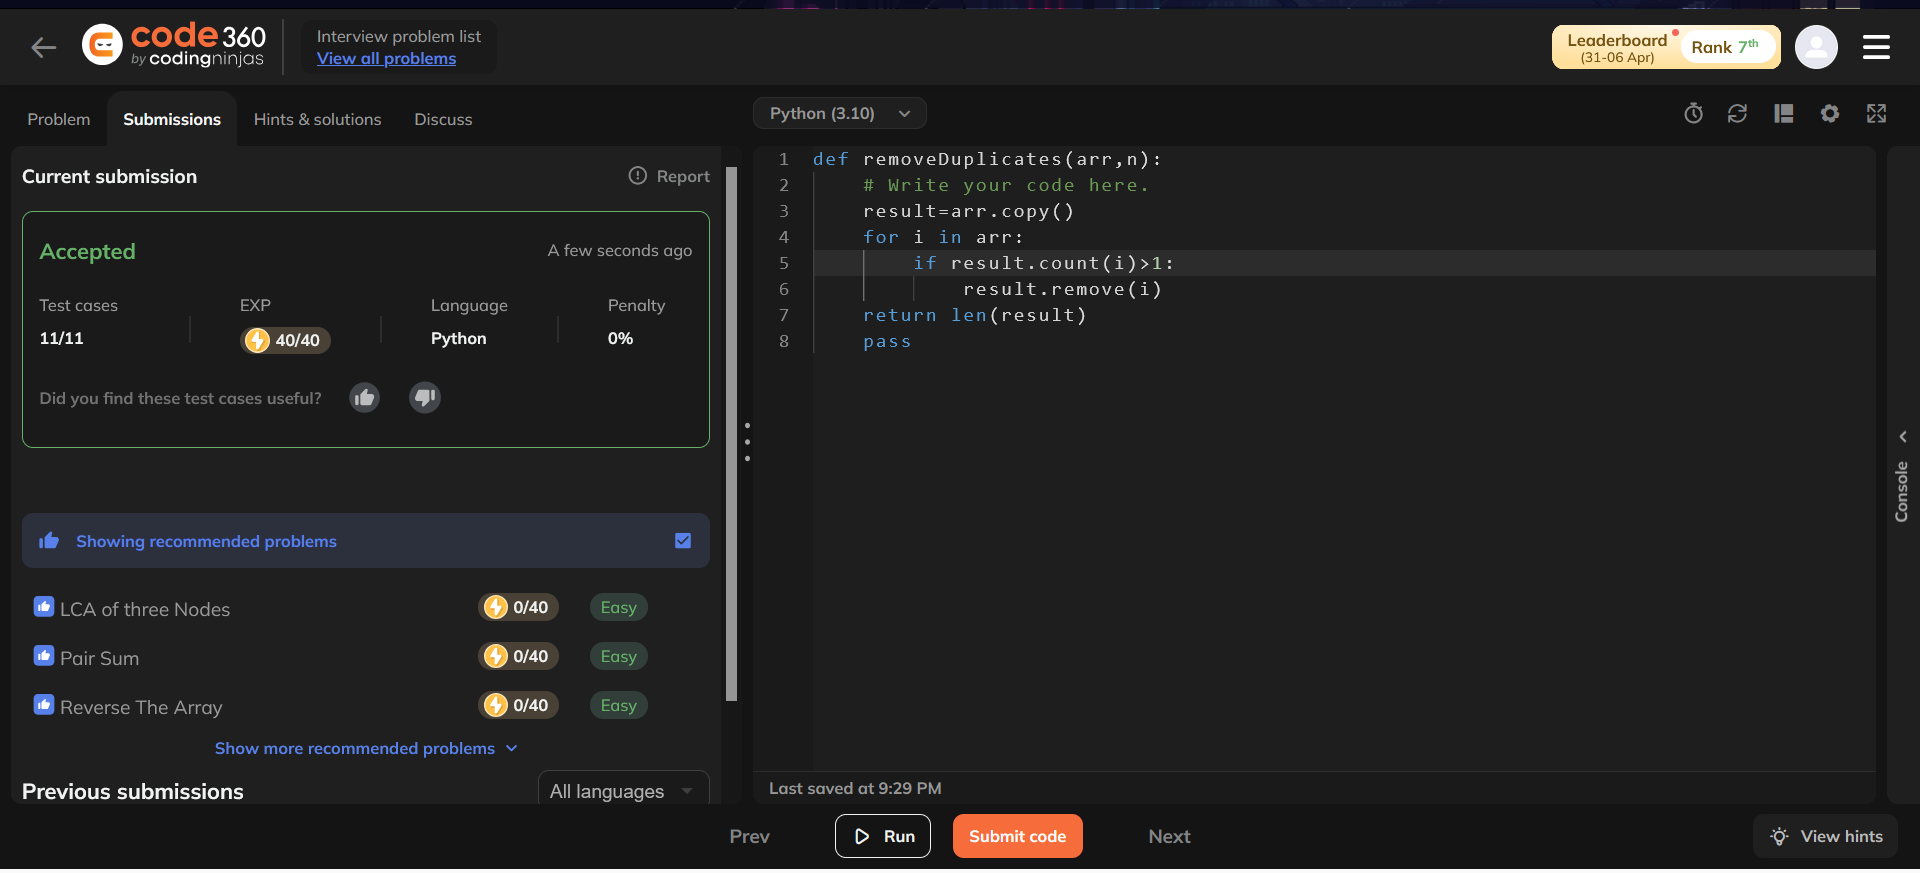 code 360
by codingninjas
Interview problem list
View all problems
Leaderboard
(31-06 Apr)
Rank 7th
Problem
Submissions
Hints & solutions
Discuss
Python (3.10)
Current submission
Report
Accepted
A few seconds ago
Test cases
EXP
Language
Penalty
11/11
40/40
Python
0%
Did you find these test cases useful?
Showing recommended problems
LCA of three Nodes
0/40
Easy
Pair Sum
0/40
Easy
Reverse The Array
0/40
Easy
Show more recommended problems
Previous submissions
All languages
1 def removeDuplicates(arr,n):
2     # Write your code here.
3     result=arr.copy()
4     for i in arr:
5         if result.count(i)>1:
6             result.remove(i)
7     return len(result)
8     pass
Console
Last saved at 9:29 PM
Prev
Run
Submit code
Next
View hints